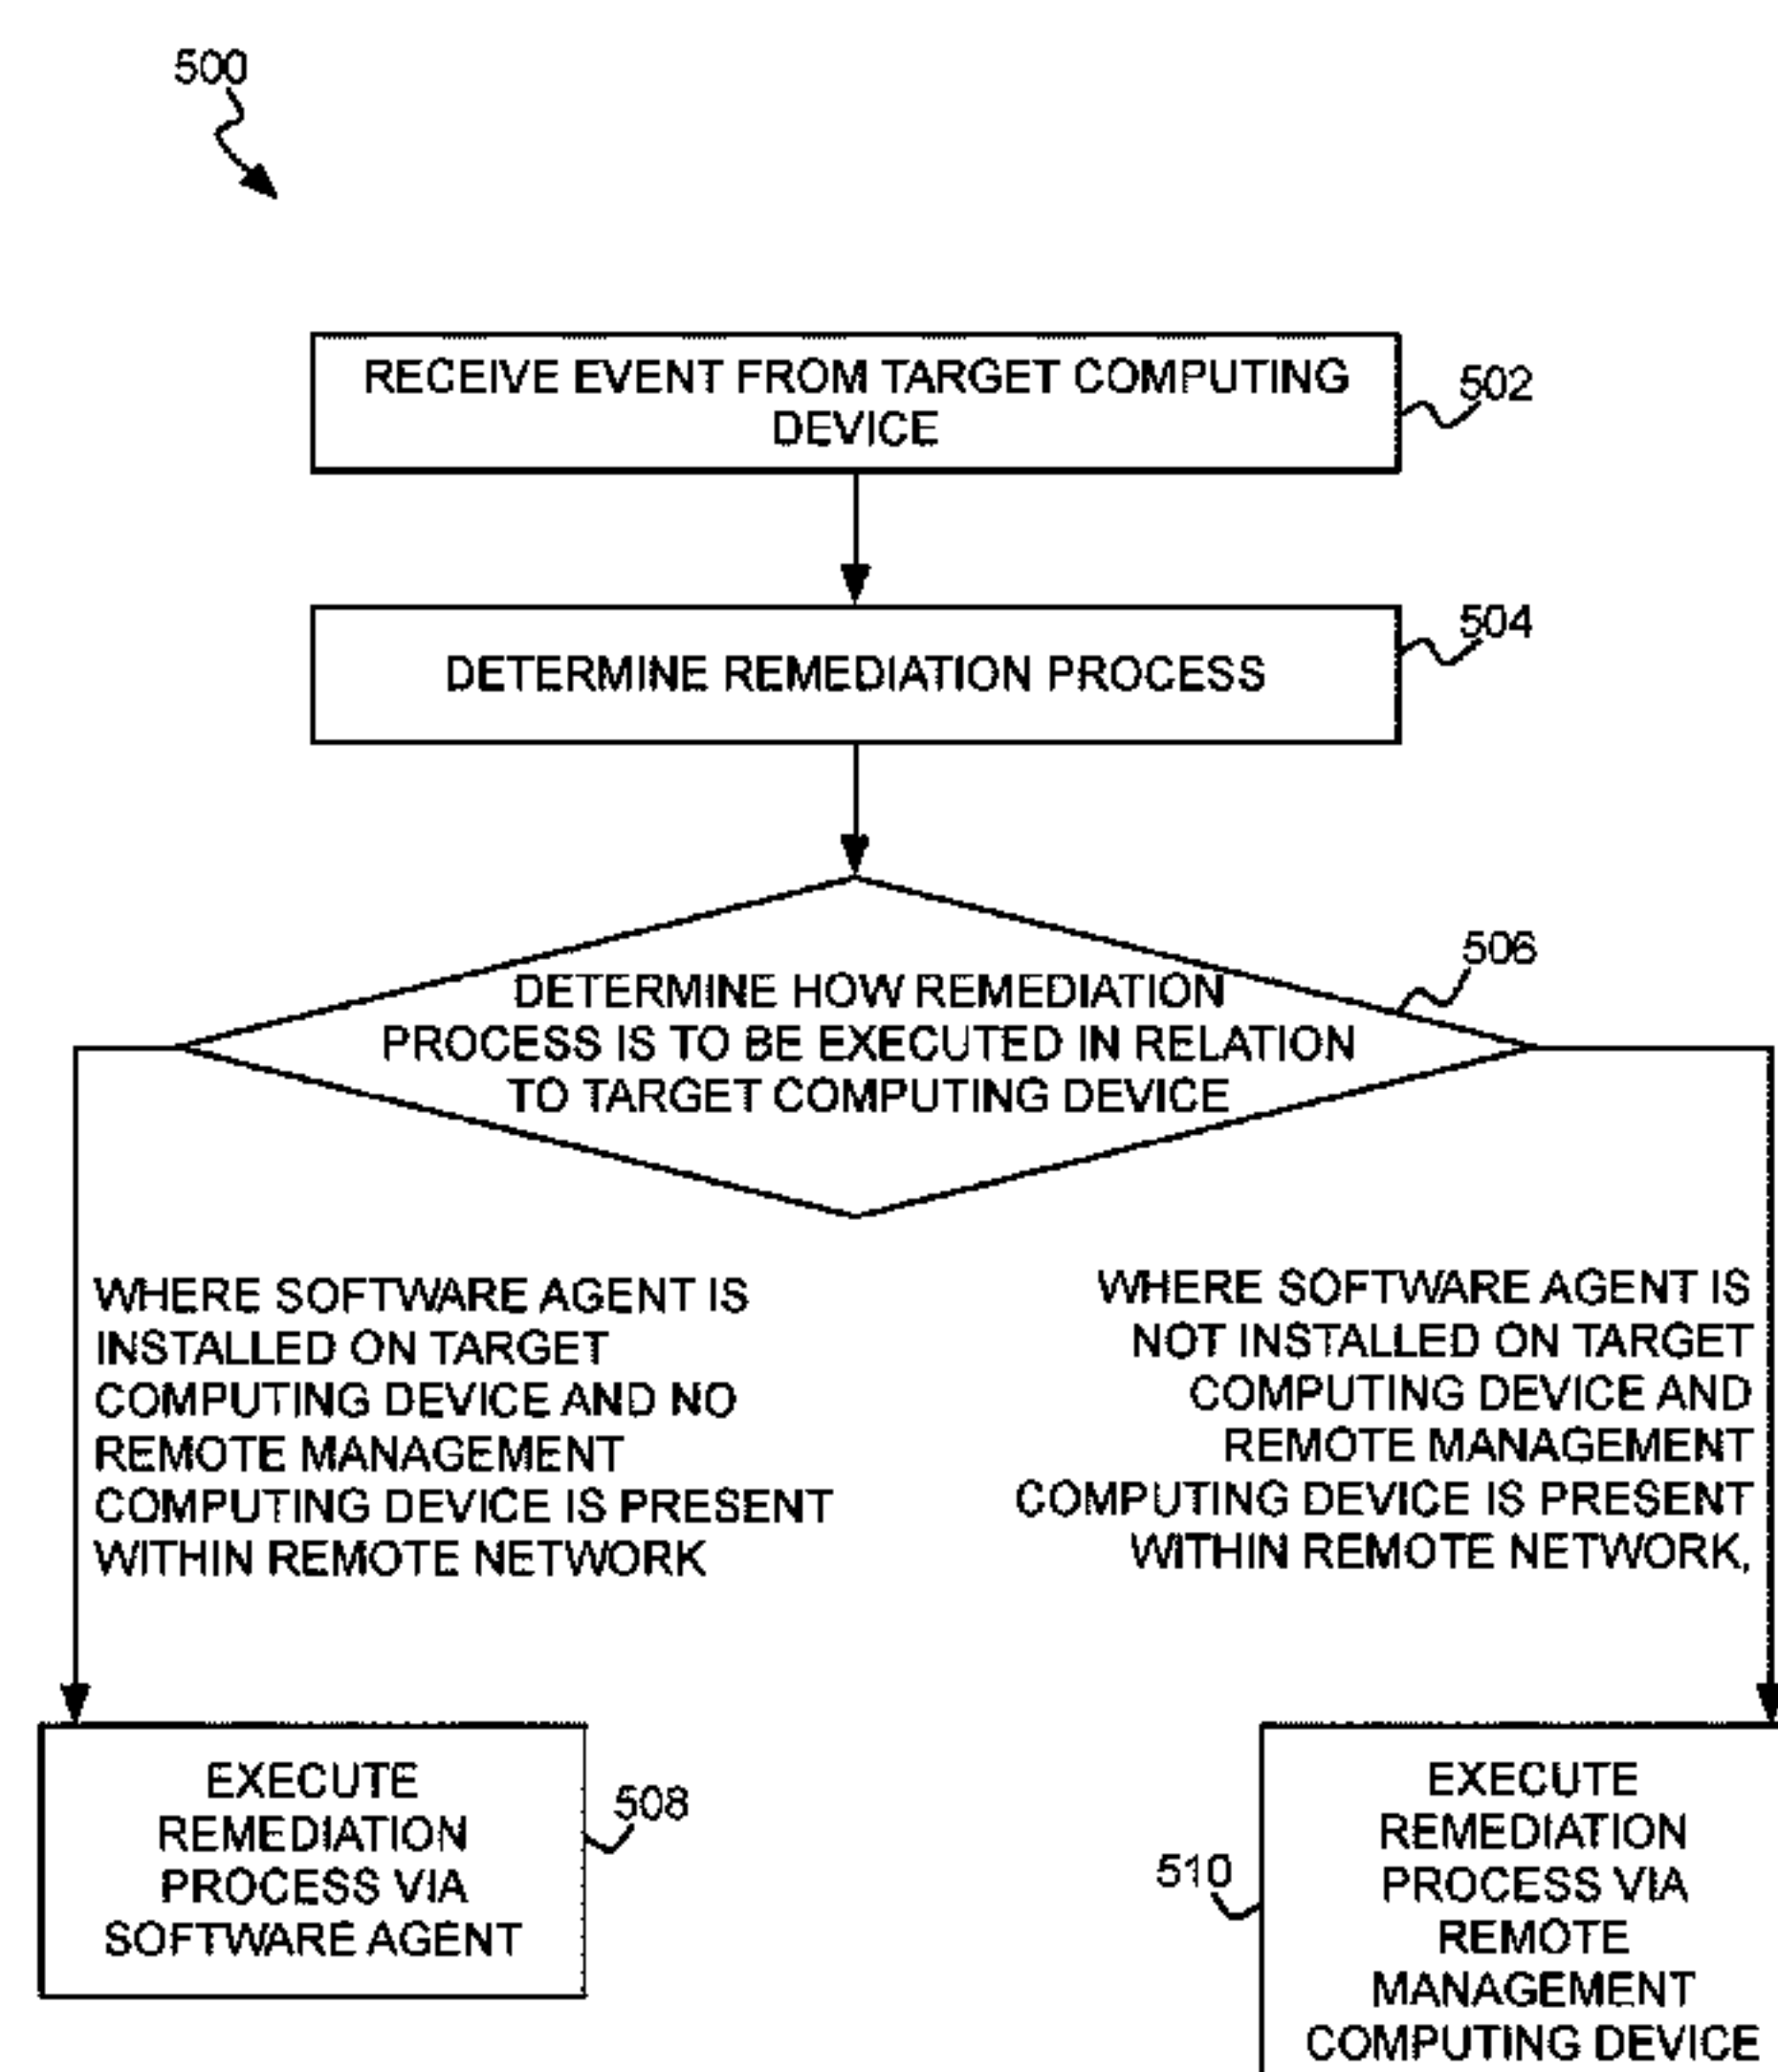 500
RECEIVE EVENT FROM TARGET COMPUTING
DEVICE
502
DETERMINE REMEDIATION PROCESS
504
DETERMINE HOW REMEDIATION
PROCESS IS TO BE EXECUTED IN RELATION
TO TARGET COMPUTING DEVICE
506
WHERE SOFTWARE AGENT IS
INSTALLED ON TARGET
COMPUTING DEVICE AND NO
REMOTE MANAGEMENT
COMPUTING DEVICE IS PRESENT
WITHIN REMOTE NETWORK
WHERE SOFTWARE AGENT IS
NOT INSTALLED ON TARGET
COMPUTING DEVICE AND
REMOTE MANAGEMENT
COMPUTING DEVICE IS PRESENT
WITHIN REMOTE NETWORK,
EXECUTE
REMEDIATION
PROCESS VIA
SOFTWARE AGENT
508
510
EXECUTE
REMEDIATION
PROCESS VIA
REMOTE
MANAGEMENT
COMPUTING DEVICE